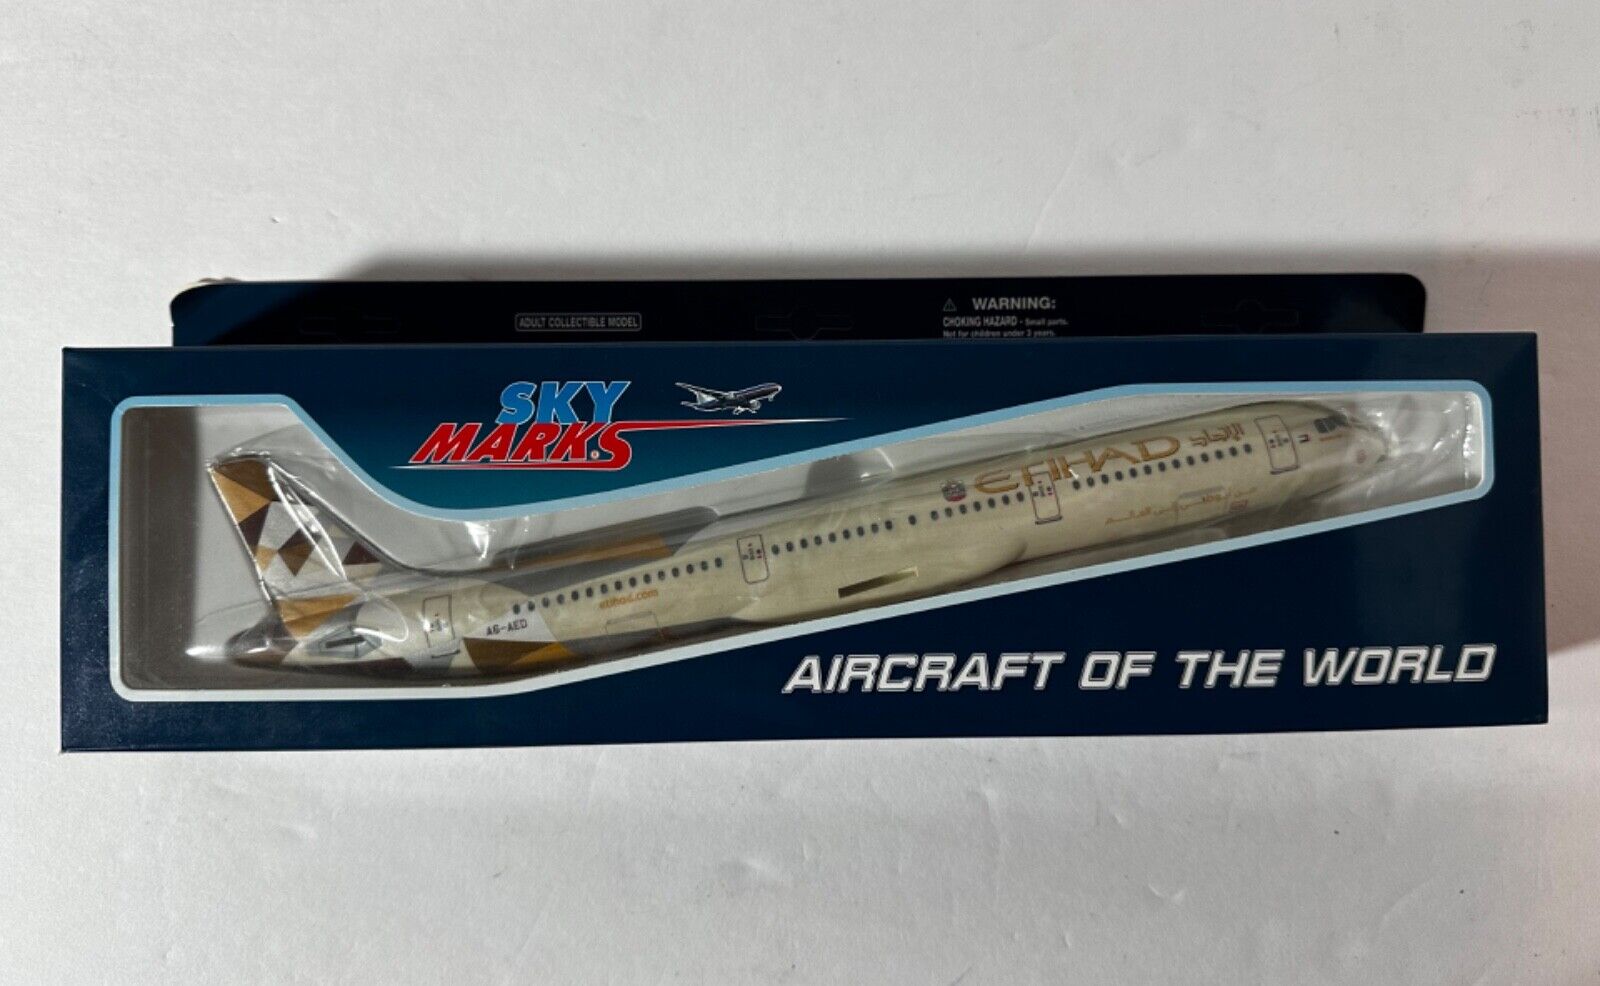 ADULT COLLECTIBLE MODEL
WARNING:
CHOKING HAZARD - Small parts.
Not for children under 3 years.
SKY
MARKS
ETIHAD الإتحاد
etihad.com
A6-AED
AIRCRAFT OF THE WORLD